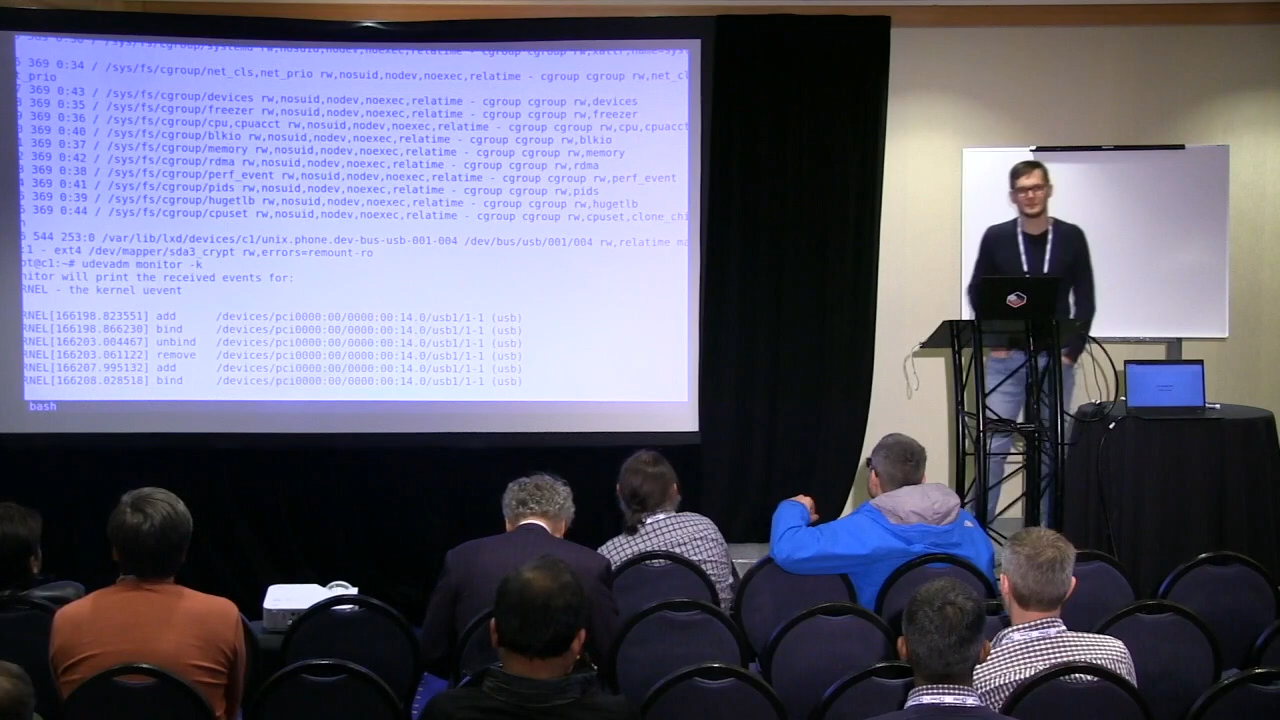 369 0:34 / /sys/fs/cgroup/net_cls,net_prio rw,nosuid,nodev,noexec,relatime - cgroup cgroup rw,net_cl
t_prio
369 0:43 / /sys/fs/cgroup/devices rw,nosuid,nodev,noexec,relatime - cgroup cgroup rw,devices
369 0:35 / /sys/fs/cgroup/freezer rw,nosuid,nodev,noexec,relatime - cgroup cgroup rw,freezer
369 0:36 / /sys/fs/cgroup/cpu,cpuacct rw,nosuid,nodev,noexec,relatime - cgroup cgroup rw,cpu,cpuacct
369 0:40 / /sys/fs/cgroup/blkio rw,nosuid,nodev,noexec,relatime - cgroup cgroup rw,blkio
369 0:37 / /sys/fs/cgroup/memory rw,nosuid,nodev,noexec,relatime - cgroup cgroup rw,memory
369 0:42 / /sys/fs/cgroup/rdma rw,nosuid,nodev,noexec,relatime - cgroup cgroup rw,rdma
369 0:38 / /sys/fs/cgroup/perf_event rw,nosuid,nodev,noexec,relatime - cgroup cgroup rw,perf_event
369 0:41 / /sys/fs/cgroup/pids rw,nosuid,nodev,noexec,relatime - cgroup cgroup rw,pids
369 0:39 / /sys/fs/cgroup/hugetlb rw,nosuid,nodev,noexec,relatime - cgroup cgroup rw,hugetlb
369 0:44 / /sys/fs/cgroup/cpuset rw,nosuid,nodev,noexec,relatime - cgroup cgroup rw,cpuset,clone_chi
544 253:0 /var/lib/lxd/devices/c1/unix.phone.dev-bus-usb-001-004 /dev/bus/usb/001/004 rw,relatime ma
:1 - ext4 /dev/mapper/sda3_crypt rw,errors=remount-ro
ot@c1:~# udevadm monitor -k
nitor will print the received events for:
RNEL - the kernel uevent
RNEL[166198.823551] add /devices/pci0000:00/0000:00:14.0/usb1/1-1 (usb)
RNEL[166198.866230] bind /devices/pci0000:00/0000:00:14.0/usb1/1-1 (usb)
RNEL[166203.004467] unbind /devices/pci0000:00/0000:00:14.0/usb1/1-1 (usb)
RNEL[166203.061122] remove /devices/pci0000:00/0000:00:14.0/usb1/1-1 (usb)
RNEL[166207.995132] add /devices/pci0000:00/0000:00:14.0/usb1/1-1 (usb)
RNEL[166208.028518] bind /devices/pci0000:00/0000:00:14.0/usb1/1-1 (usb)
bash